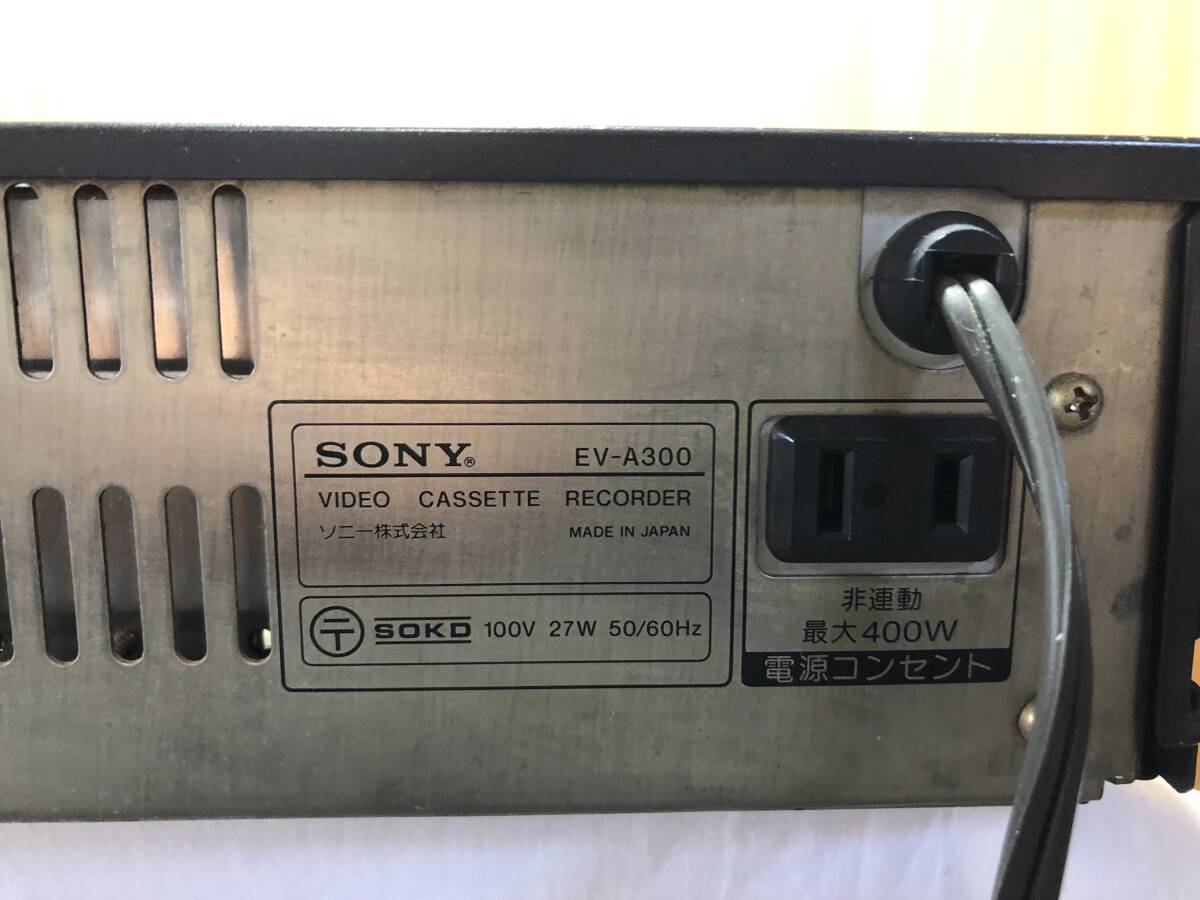 SONY® EV-A300
VIDEO CASSETTE RECORDER
ソニー株式会社 MADE IN JAPAN
〒 SOKD 100V 27W 50/60Hz
非連動
最大400W
電源コンセント